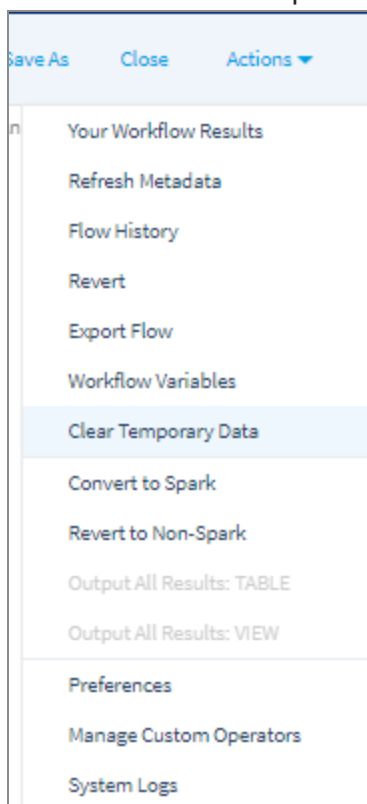 Save As Close Actions
n
Your Workflow Results
Refresh Metadata
Flow History
Revert
Export Flow
Workflow Variables
Clear Temporary Data
Convert to Spark
Revert to Non-Spark
Output All Results: TABLE
Output All Results: VIEW
Preferences
Manage Custom Operators
System Logs